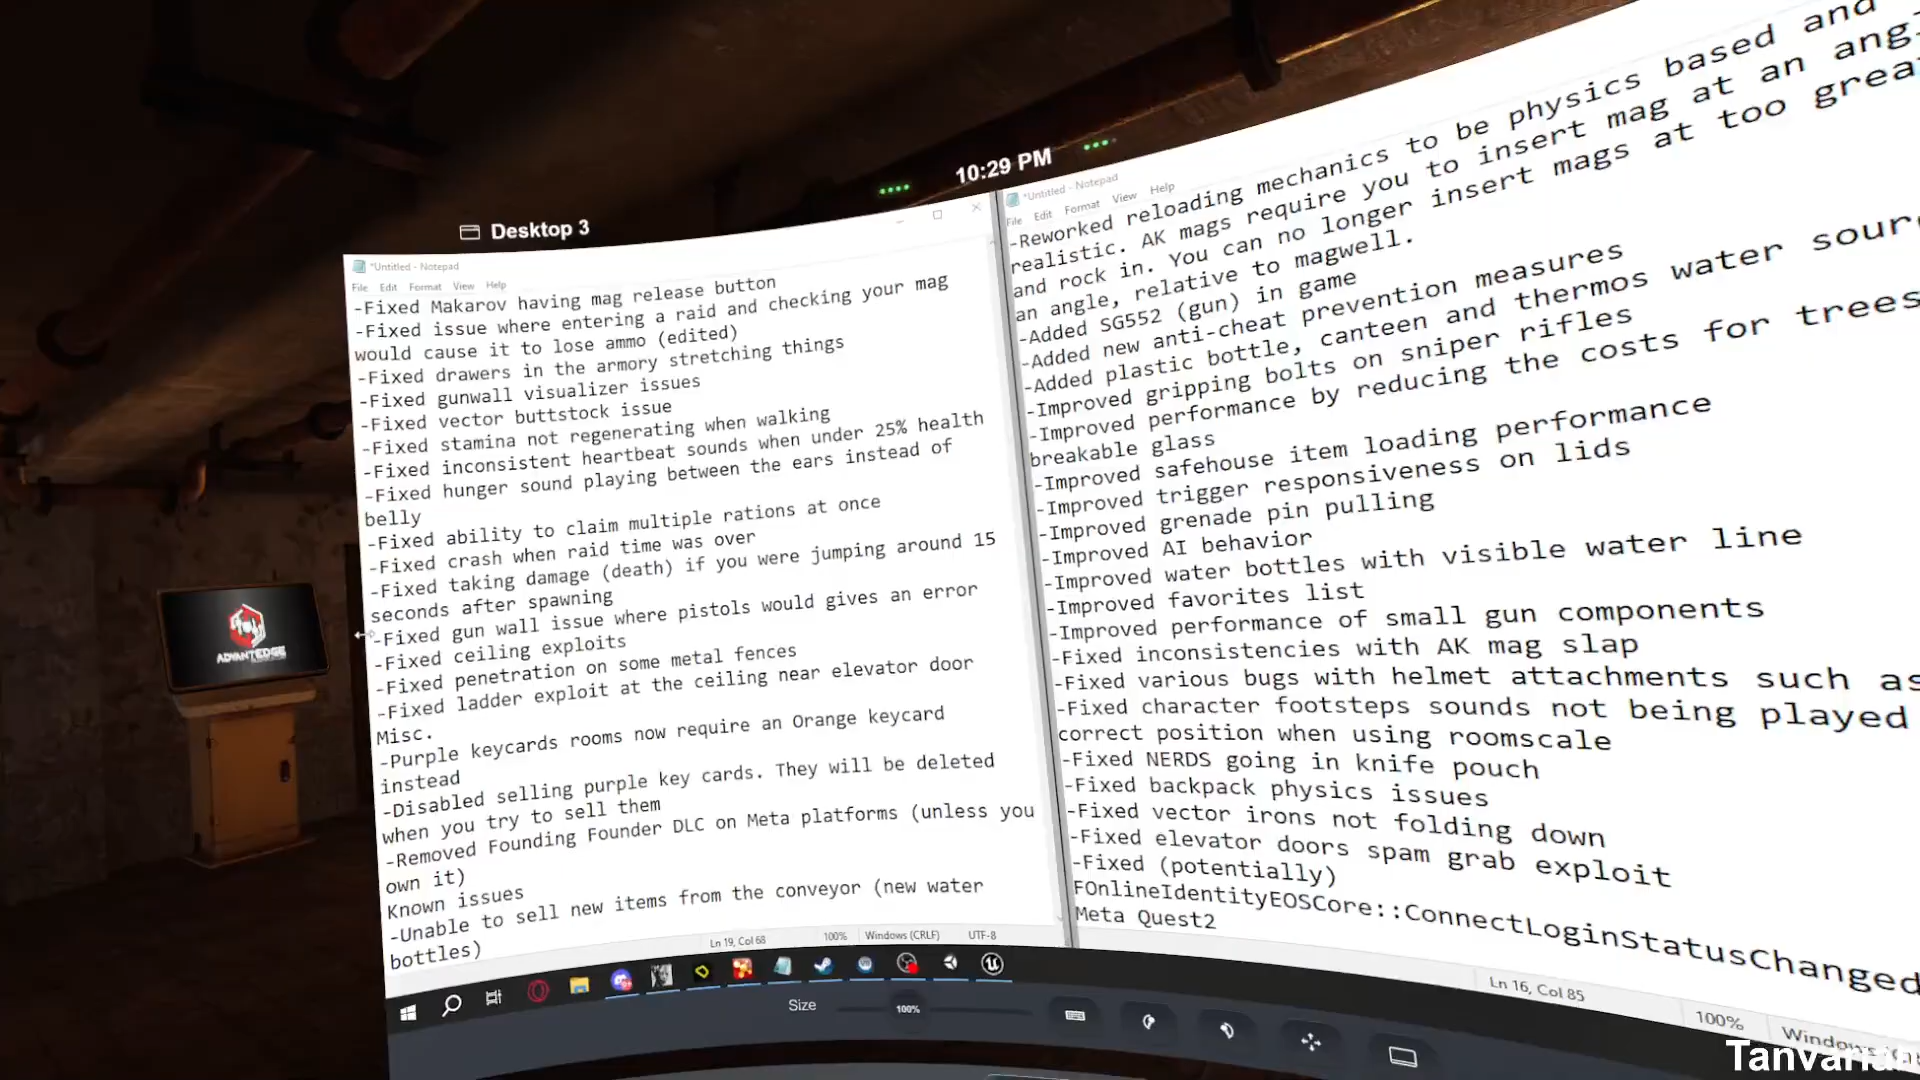 10:29 PM
Desktop 3
*Untitled - Notepad
File Edit Format View Help
-Fixed Makarov having mag release button
-Fixed issue where entering a raid and checking your mag
would cause it to lose ammo (edited)
-Fixed drawers in the armory stretching things
-Fixed gunwall visualizer issues
-Fixed vector buttstock issue
-Fixed stamina not regenerating when walking
-Fixed inconsistent heartbeat sounds when under 25% health
-Fixed hunger sound playing between the ears instead of
belly
-Fixed ability to claim multiple rations at once
-Fixed crash when raid time was over
-Fixed taking damage (death) if you were jumping around 15
seconds after spawning
-Fixed gun wall issue where pistols would gives an error
-Fixed ceiling exploits
-Fixed penetration on some metal fences
-Fixed ladder exploit at the ceiling near elevator door
Misc.
-Purple keycards rooms now require an Orange keycard
instead
-Disabled selling purple key cards. They will be deleted
when you try to sell them
-Removed Founding Founder DLC on Meta platforms (unless you
own it)
Known issues
-Unable to sell new items from the conveyor (new water
bottles)
Ln 19, Col 68 100% Windows (CRLF) UTF-8
*Untitled - Notepad
File Edit Format View Help
-Reworked reloading mechanics to be physics based and
realistic. AK mags require you to insert mag at an
and rock in. You can no longer insert mags at too
an angle, relative to magwell.
-Added SG552 (gun) in game
-Added new anti-cheat prevention measures
-Added plastic bottle, canteen and thermos water
-Improved gripping bolts on sniper rifles
-Improved performance by reducing the costs for trees
breakable glass
-Improved safehouse item loading performance
-Improved trigger responsiveness on lids
-Improved grenade pin pulling
-Improved AI behavior
-Improved water bottles with visible water line
-Improved favorites list
-Improved performance of small gun components
-Fixed inconsistencies with AK mag slap
-Fixed various bugs with helmet attachments such as
-Fixed character footsteps sounds not being played
correct position when using roomscale
-Fixed NERDS going in knife pouch
-Fixed backpack physics issues
-Fixed vector irons not folding down
-Fixed elevator doors spam grab exploit
-Fixed (potentially)
FOnlineIdentityEOSCore::ConnectLoginStatusChanged
Meta Quest2
Ln 16, Col 85 100%
ADVANTEDGE
Size 100%